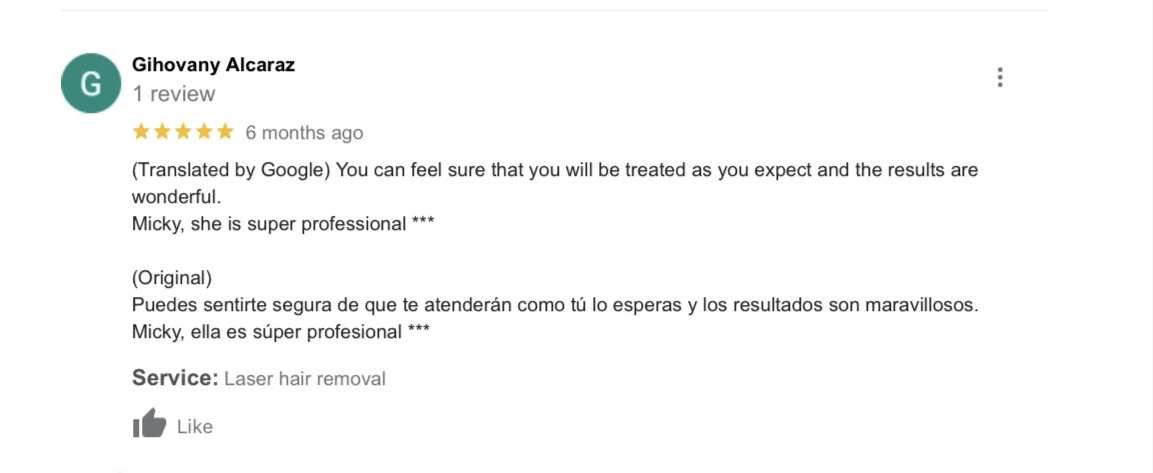 G
Gihovany Alcaraz
1 review
6 months ago
(Translated by Google) You can feel sure that you will be treated as you expect and the results are
wonderful.
Micky, she is super professional ***
(Original)
Puedes sentirte segura de que te atenderán como tú lo esperas y los resultados son maravillosos.
Micky, ella es súper profesional ***
Service: Laser hair removal
Like